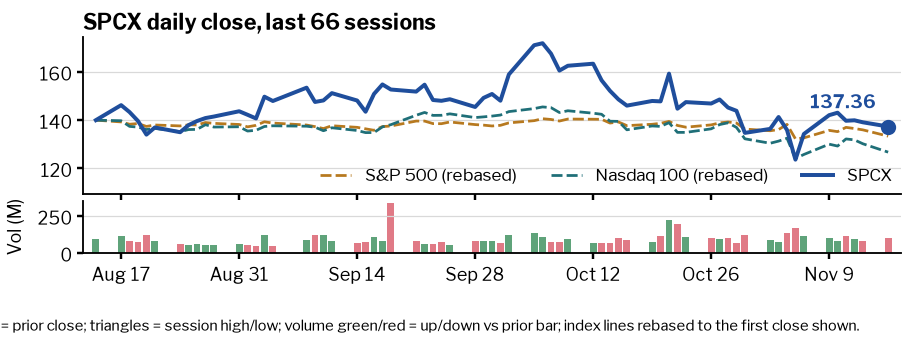 SPCX daily close, last 66 sessions
160
140
120
137.36
S&P 500 (rebased) Nasdaq 100 (rebased) SPCX
Vol (M)
250
0
Aug 17 Aug 31 Sep 14 Sep 28 Oct 12 Oct 26 Nov 9
= prior close; triangles = session high/low; volume green/red = up/down vs prior bar; index lines rebased to the first close shown.